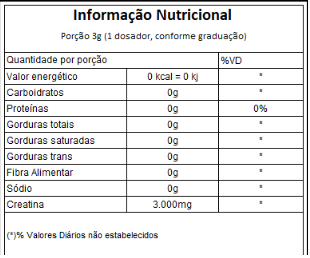 Informação Nutricional
Porção 3g (1 dosador, conforme graduação)
Quantidade por porção %VD
Valor energético 0 kcal = 0 kj *
Carboidratos 0g *
Proteínas 0g 0%
Gorduras totais 0g *
Gorduras saturadas 0g *
Gorduras trans 0g *
Fibra Alimentar 0g *
Sódio 0g *
Creatina 3.000mg *
(*)% Valores Diários não estabelecidos